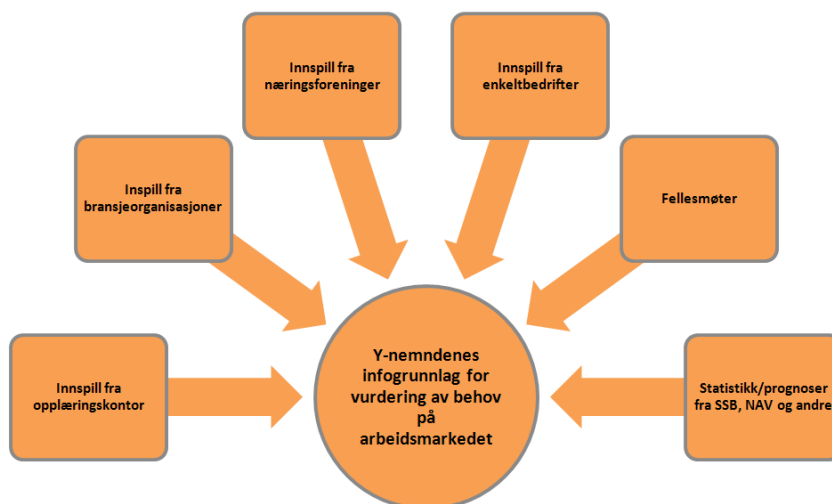 Innspill fra
næringsforeninger
Innspill fra
enkeltbedrifter
Inspill fra
bransjeorganisasjoner
Fellesmøter
Innspill fra
opplæringskontor
Y-nemndenes
infogrunnlag for
vurdering av behov
på
arbeidsmarkedet
Statistikk/prognoser
fra SSB, NAV og andre